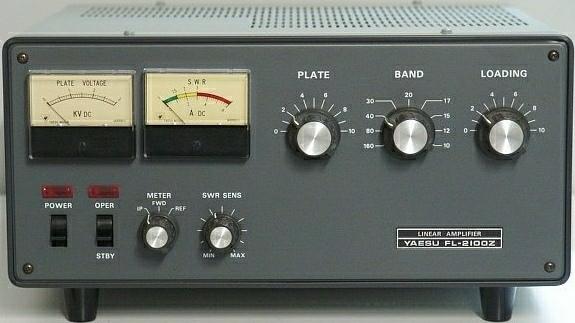 PLATE VOLTAGE
KV DC
S W R
A DC
PLATE
0 2 4 6 8 10
BAND
160 80 40 30 20 17 15 12 10
LOADING
0 2 4 6 8 10
POWER
OPER
STBY
METER
IP FWD REF
SWR SENS
MIN MAX
LINEAR AMPLIFIER
YAESU FL-2100Z